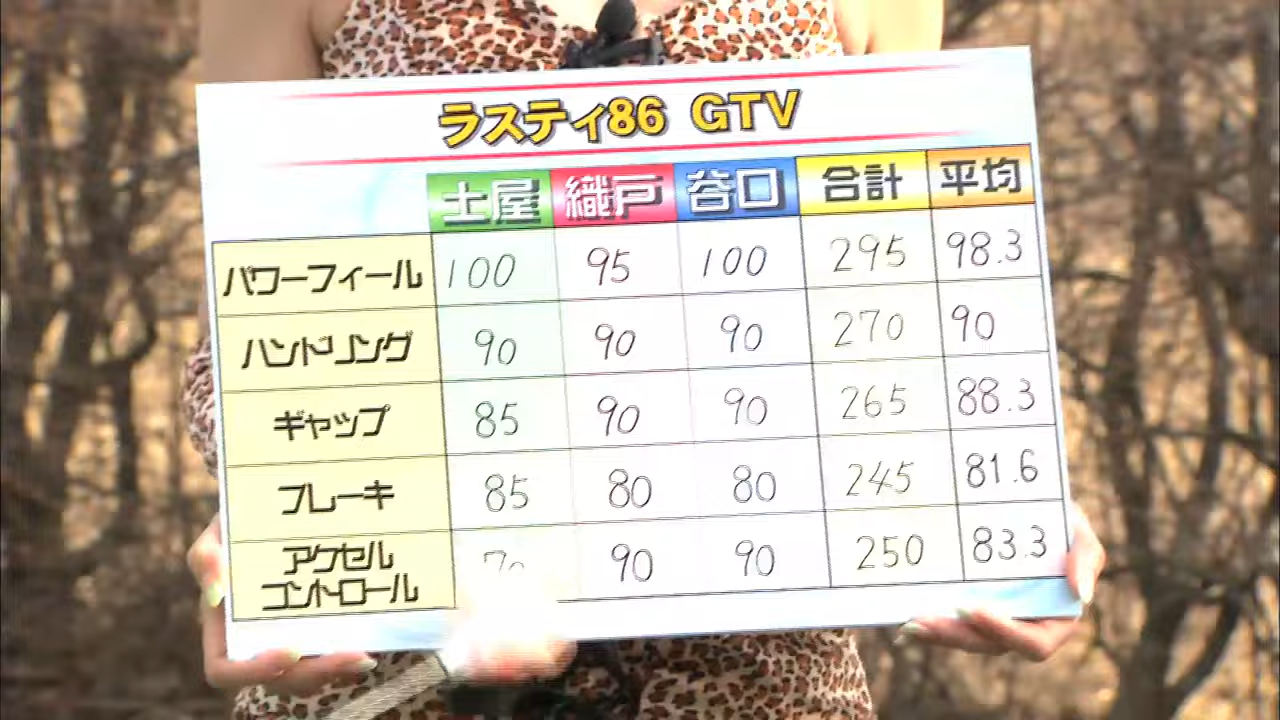 ラスティ86 GTV
土屋 織戸 谷口 合計 平均
パワーフィール 100 95 100 295 98.3
ハンドリング 90 90 90 270 90
ギャップ 85 90 90 265 88.3
ブレーキ 85 80 80 245 81.6
アクセル
コントロール 90 90 250 83.3